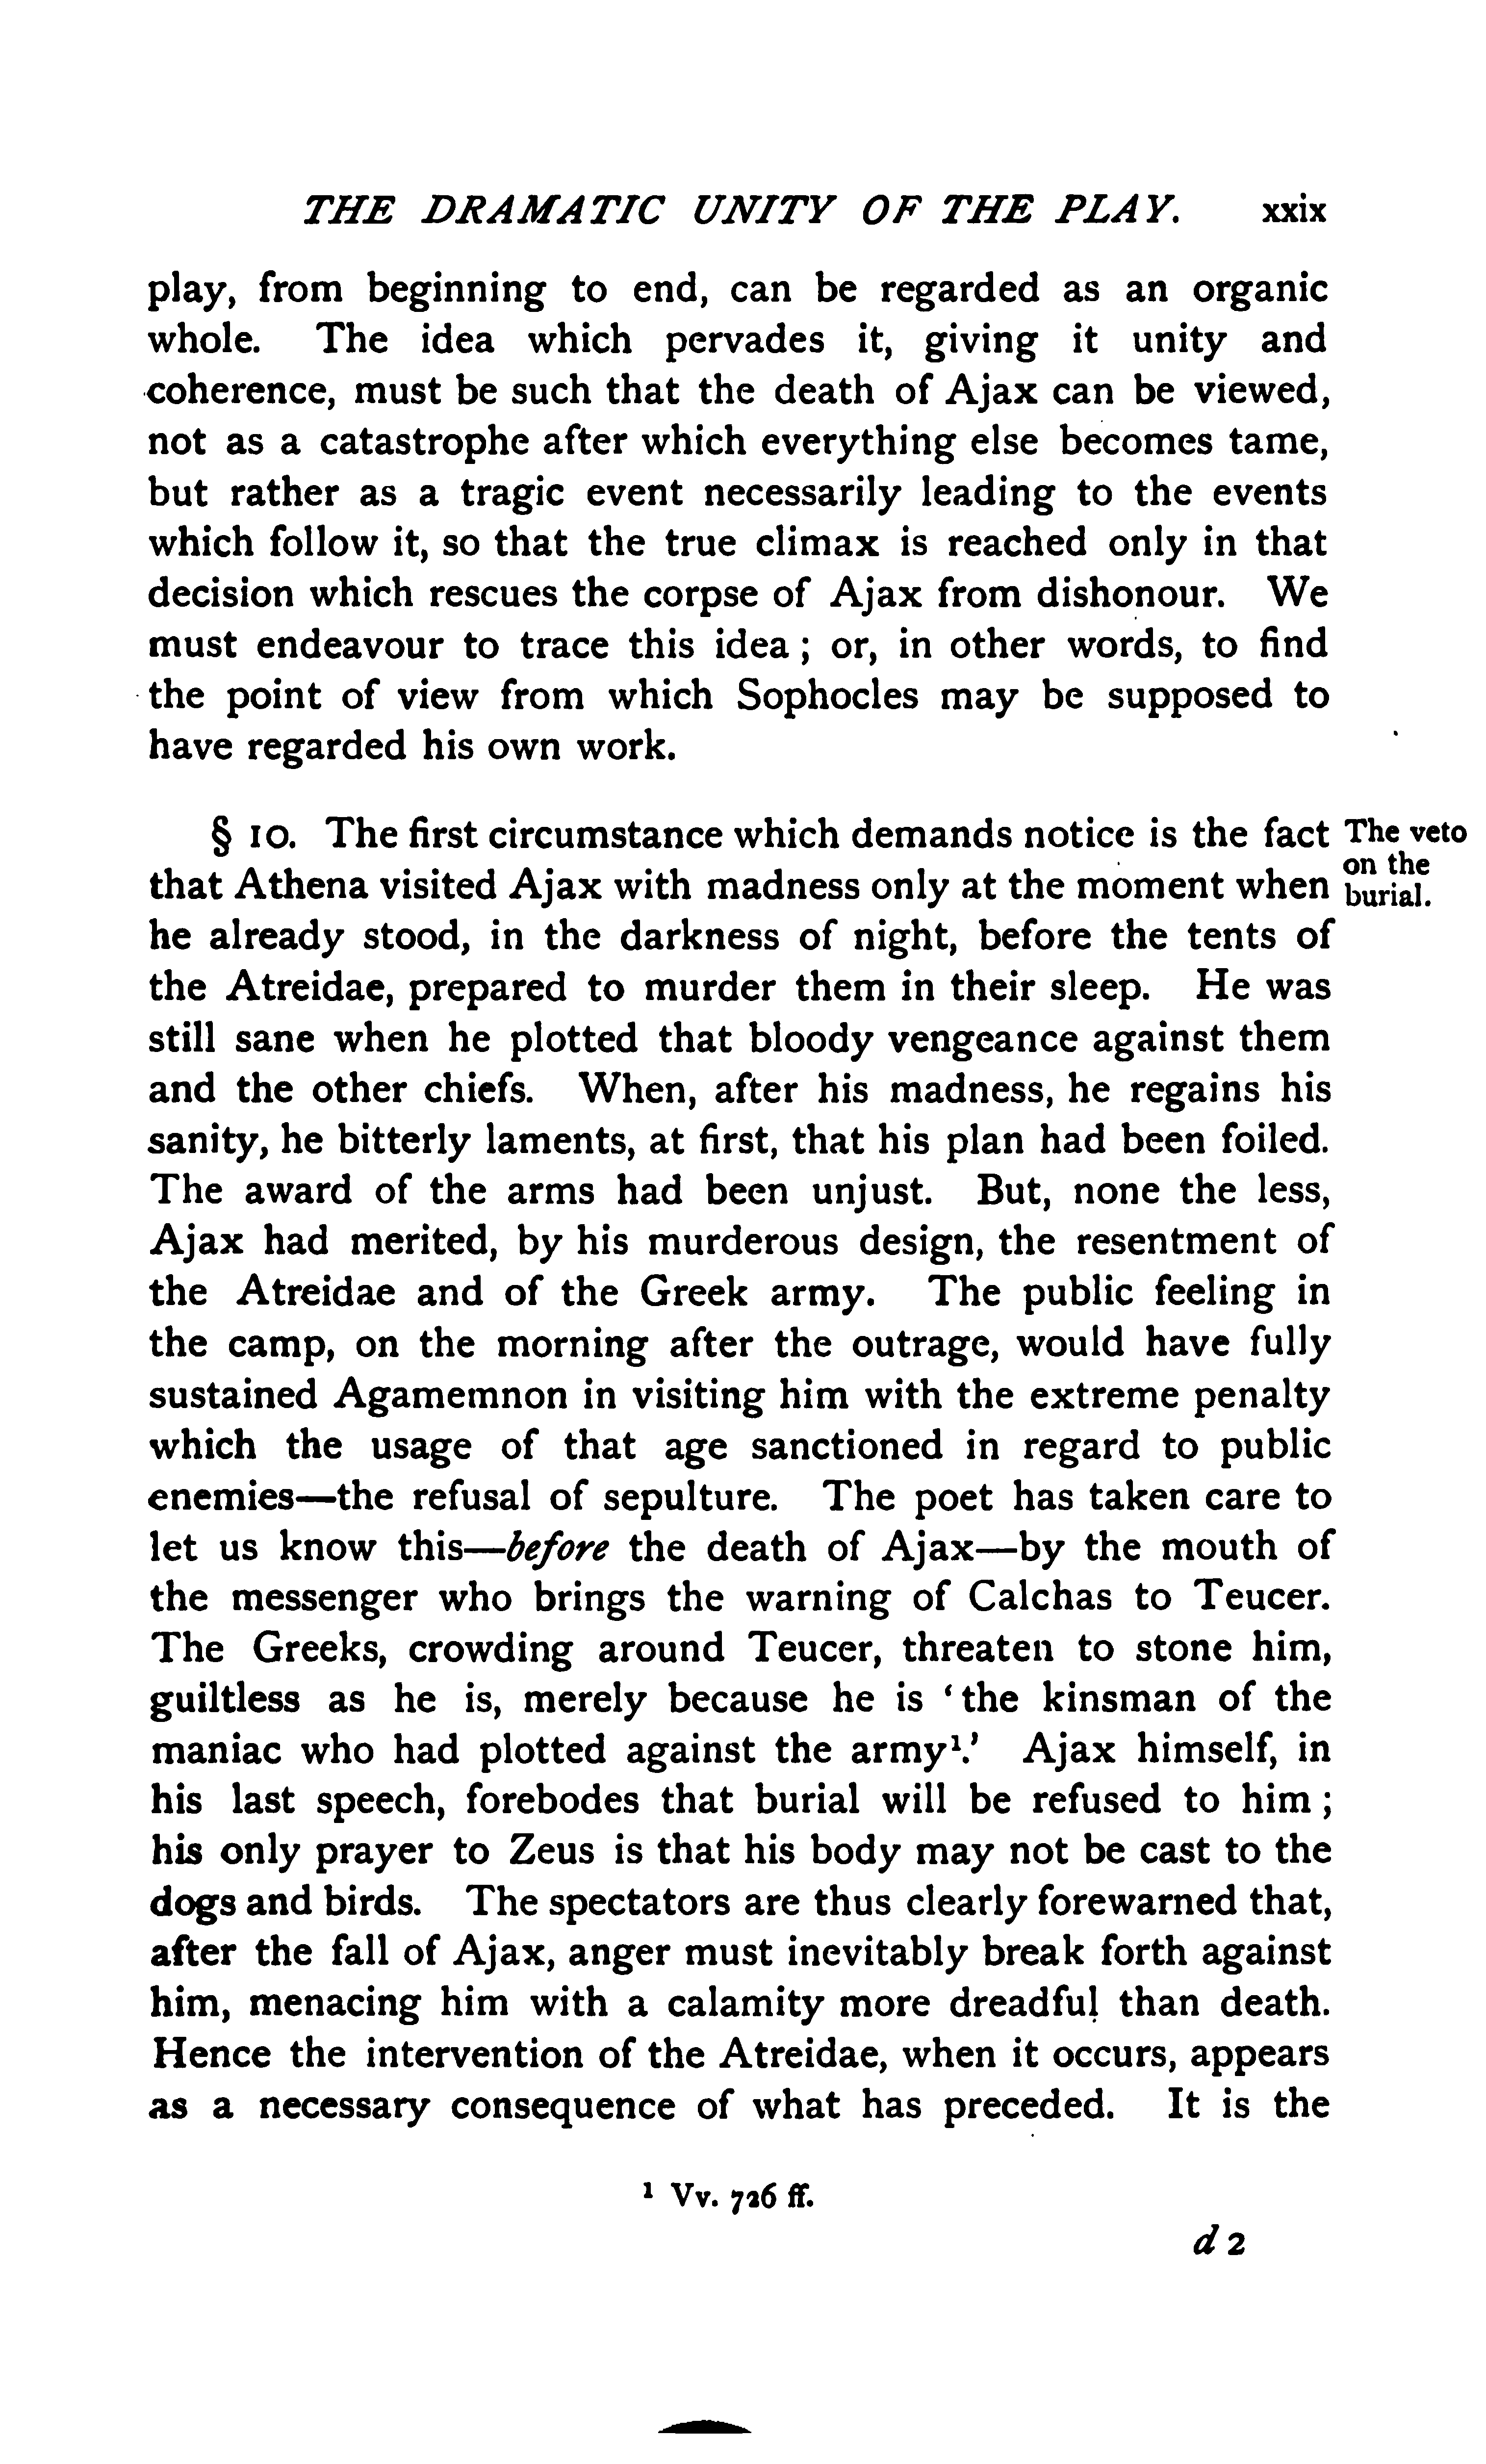 THE DRAMATIC UNITY OF THE PLAY. xxix
play, from beginning to end, can be regarded as an organic
whole. The idea which pervades it, giving it unity and
coherence, must be such that the death of Ajax can be viewed,
not as a catastrophe after which everything else becomes tame,
but rather as a tragic event necessarily leading to the events
which follow it, so that the true climax is reached only in that
decision which rescues the corpse of Ajax from dishonour. We
must endeavour to trace this idea; or, in other words, to find
the point of view from which Sophocles may be supposed to
have regarded his own work.
§ 10. The first circumstance which demands notice is the fact
The veto
on the
burial.
that Athena visited Ajax with madness only at the moment when
he already stood, in the darkness of night, before the tents of
the Atreidae, prepared to murder them in their sleep. He was
still sane when he plotted that bloody vengeance against them
and the other chiefs. When, after his madness, he regains his
sanity, he bitterly laments, at first, that his plan had been foiled.
The award of the arms had been unjust. But, none the less,
Ajax had merited, by his murderous design, the resentment of
the Atreidae and of the Greek army. The public feeling in
the camp, on the morning after the outrage, would have fully
sustained Agamemnon in visiting him with the extreme penalty
which the usage of that age sanctioned in regard to public
enemies—the refusal of sepulture. The poet has taken care to
let us know this—before the death of Ajax—by the mouth of
the messenger who brings the warning of Calchas to Teucer.
The Greeks, crowding around Teucer, threaten to stone him,
guiltless as he is, merely because he is ‘the kinsman of the
maniac who had plotted against the army¹.’ Ajax himself, in
his last speech, forebodes that burial will be refused to him;
his only prayer to Zeus is that his body may not be cast to the
dogs and birds. The spectators are thus clearly forewarned that,
after the fall of Ajax, anger must inevitably break forth against
him, menacing him with a calamity more dreadful than death.
Hence the intervention of the Atreidae, when it occurs, appears
as a necessary consequence of what has preceded. It is the
¹ Vv. 726 ff.
d 2